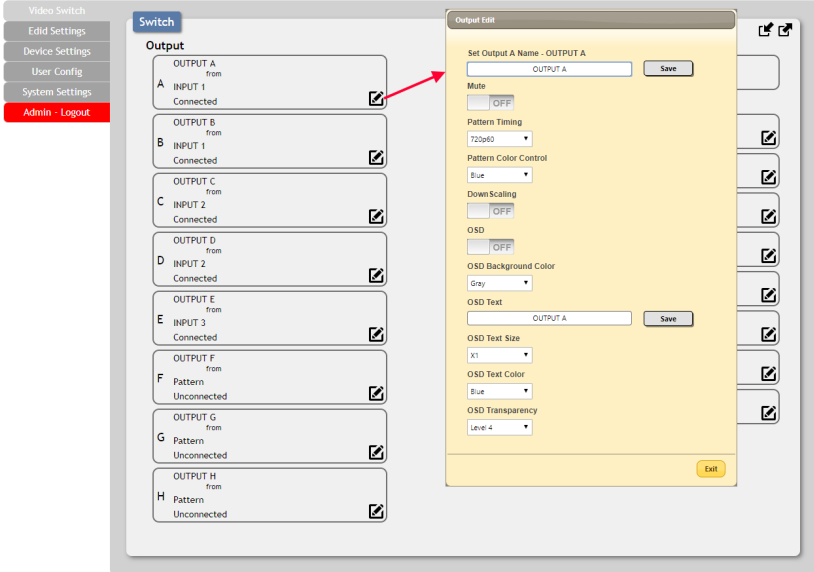 Video Switch
Edid Settings
Device Settings
User Config
System Settings
Admin - Logout
Switch
Output
OUTPUT A
from
A
INPUT 1
Connected
OUTPUT B
from
B
INPUT 1
Connected
OUTPUT C
from
C
INPUT 2
Connected
OUTPUT D
from
D
INPUT 2
Connected
OUTPUT E
from
E
INPUT 3
Connected
OUTPUT F
from
F
Pattern
Unconnected
OUTPUT G
from
G
Pattern
Unconnected
OUTPUT H
from
H
Pattern
Unconnected
Output Edit
Set Output A Name - OUTPUT A
OUTPUT A
Save
Mute
OFF
Pattern Timing
720p60
Pattern Color Control
Blue
DownScaling
OFF
OSD
OFF
OSD Background Color
Gray
OSD Text
OUTPUT A
Save
OSD Text Size
X1
OSD Text Color
Blue
OSD Transparency
Level 4
Exit